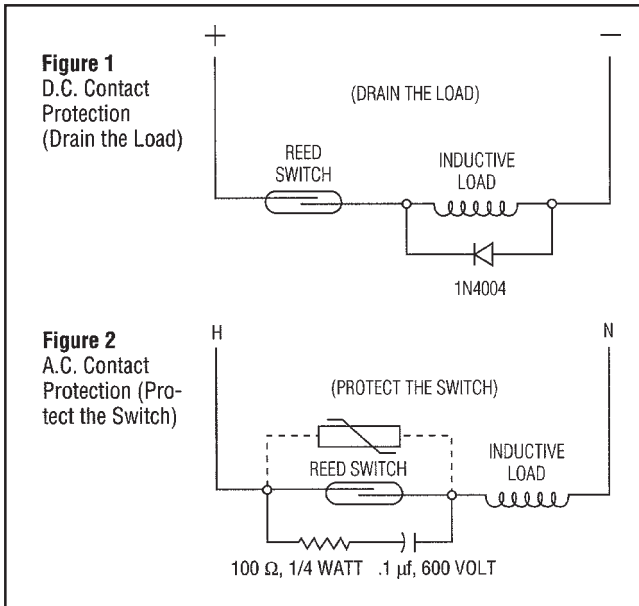 + −
Figure 1
D.C. Contact
Protection
(Drain the Load)
(DRAIN THE LOAD)
REED
SWITCH
INDUCTIVE
LOAD
1N4004
Figure 2
A.C. Contact
Protection (Pro-
tect the Switch)
H N
(PROTECT THE SWITCH)
REED SWITCH
INDUCTIVE
LOAD
100 Ω, 1/4 WATT .1 µf, 600 VOLT